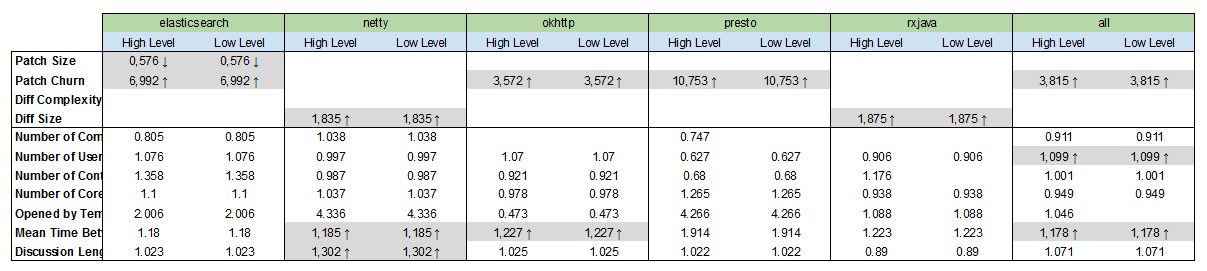 elasticsearch netty okhttp presto rxjava all
High Level Low Level High Level Low Level High Level Low Level High Level Low Level High Level Low Level High Level Low Level
Patch Size 0,576 ↓ 0,576 ↓
Patch Churn 6,992 ↑ 6,992 ↑ 3,572 ↑ 3,572 ↑ 10,753 ↑ 10,753 ↑ 3,815 ↑ 3,815 ↑
Diff Complexity
Diff Size 1,835 ↑ 1,835 ↑ 1,875 ↑ 1,875 ↑
Number of Com 0.805 0.805 1.038 1.038 0.747 0.911 0.911
Number of User 1.076 1.076 0.997 0.997 1.07 1.07 0.627 0.627 0.906 0.906 1,099 ↑ 1,099 ↑
Number of Cont 1.358 1.358 0.987 0.987 0.921 0.921 0.68 0.68 1.176 1.001 1.001
Number of Core 1.1 1.1 1.037 1.037 0.978 0.978 1.265 1.265 0.938 0.938 0.949 0.949
Opened by Tem 2.006 2.006 4.336 4.336 0.473 0.473 4.266 4.266 1.088 1.088 1.046
Mean Time Bet 1.18 1.18 1,185 ↑ 1,185 ↑ 1,227 ↑ 1,227 ↑ 1.914 1.914 1.223 1.223 1,178 ↑ 1,178 ↑
Discussion Leng 1.023 1.023 1,302 ↑ 1,302 ↑ 1.025 1.025 1.022 1.022 0.89 0.89 1.071 1.071